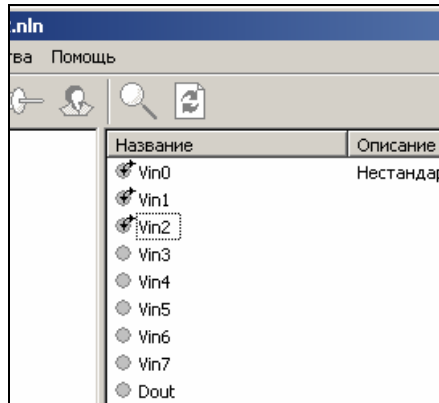 .nln
тва Помощь
Название Описание
Vin0 Нестандар
Vin1
Vin2
Vin3
Vin4
Vin5
Vin6
Vin7
Dout